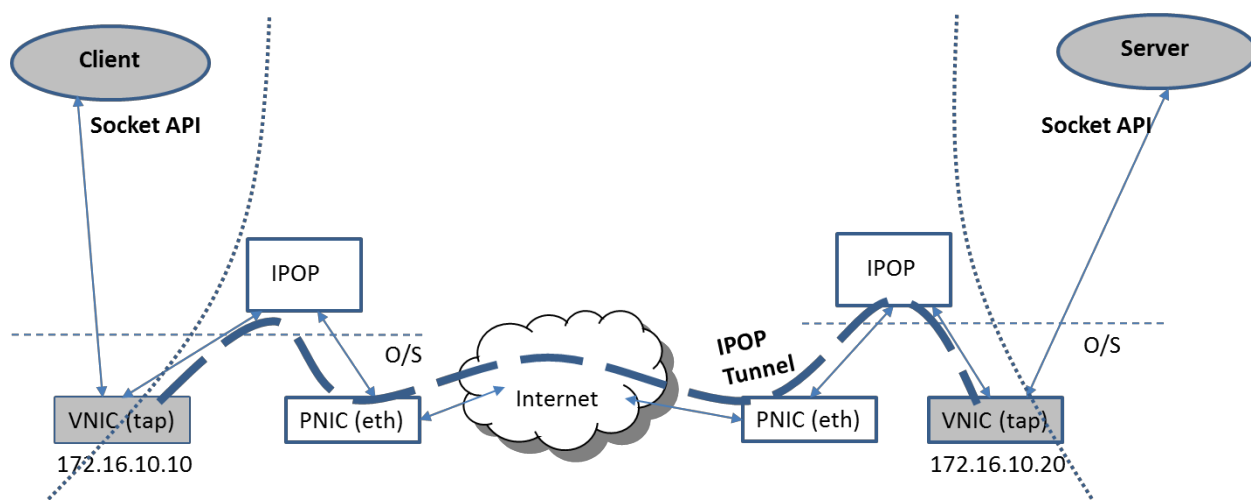 Client
Server
Socket API
Socket API
IPOP
IPOP
O/S
IPOP
Tunnel
O/S
VNIC (tap)
PNIC (eth)
Internet
PNIC (eth)
VNIC (tap)
172.16.10.10
172.16.10.20